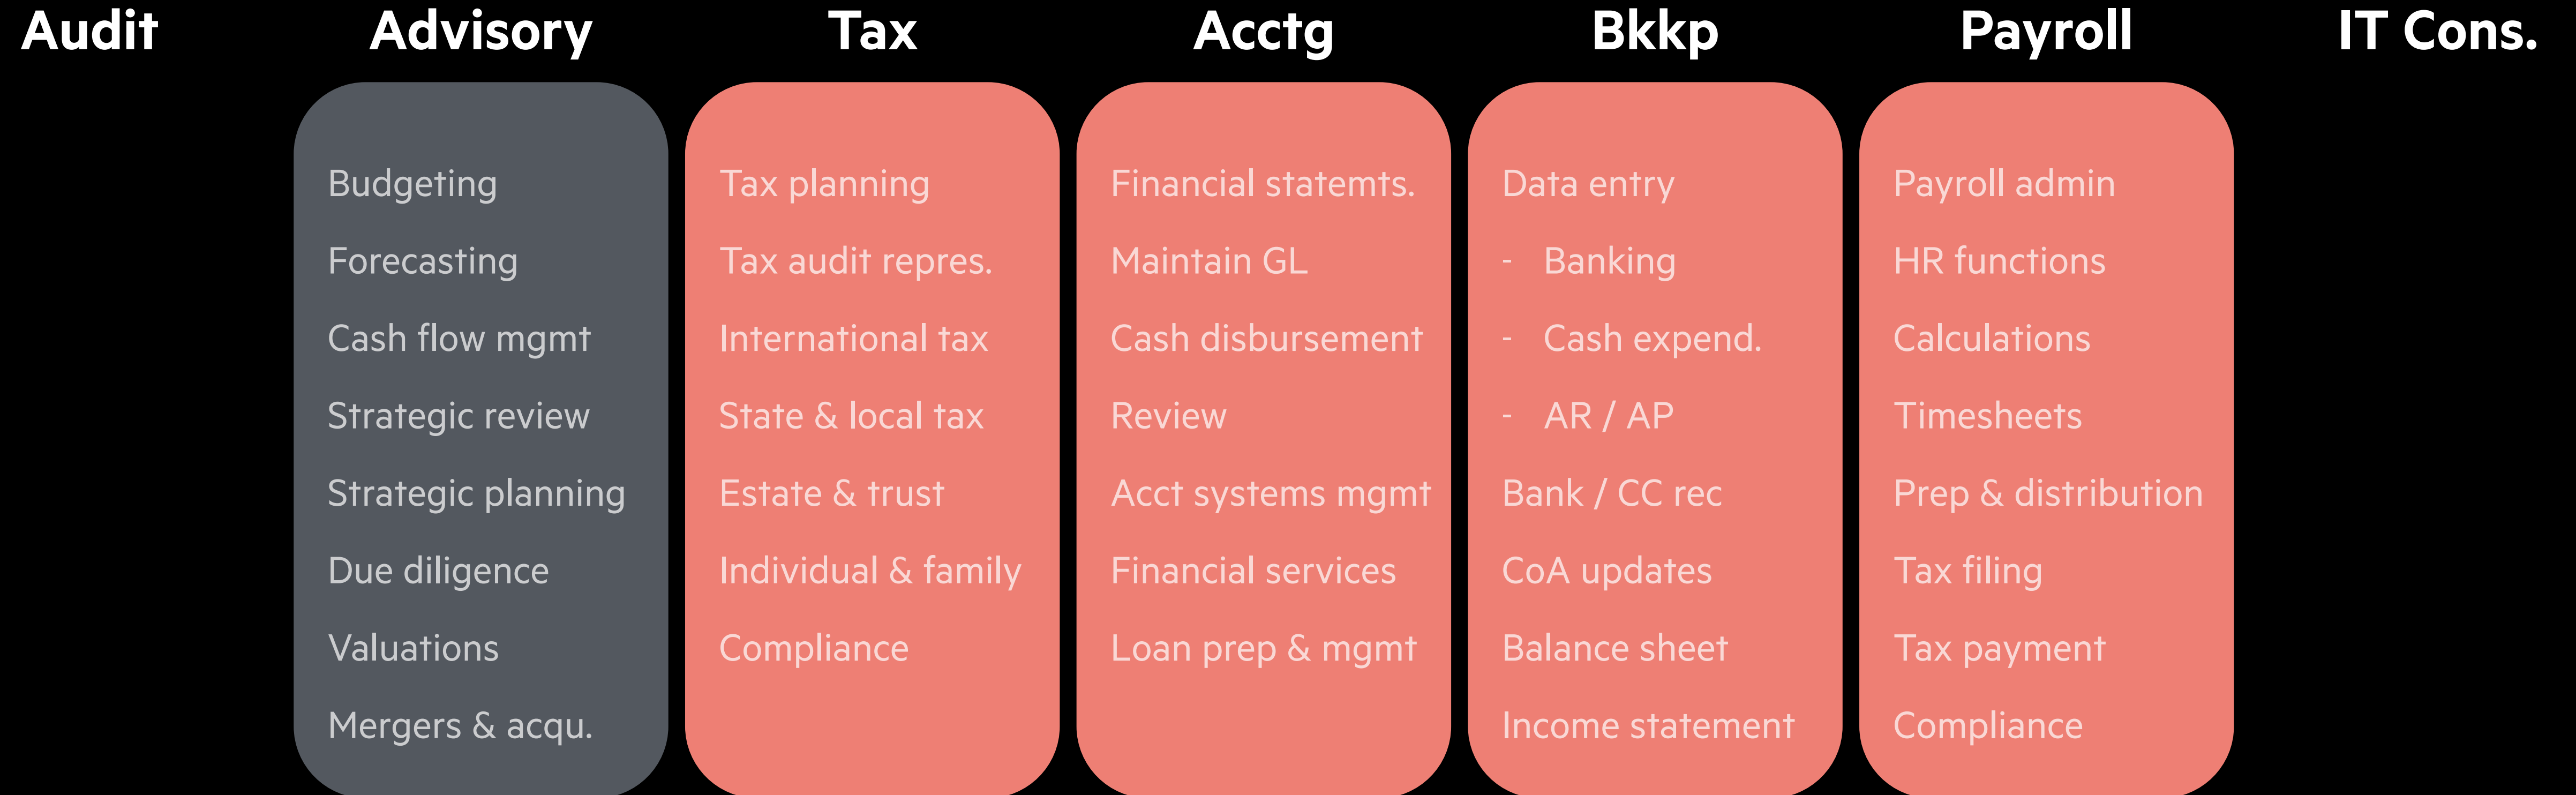 Audit
Advisory
Tax
Acctg
Bkkp
Payroll
IT Cons.
Budgeting
Forecasting
Cash flow mgmt
Strategic review
Strategic planning
Due diligence
Valuations
Mergers & acqu.
Tax planning
Tax audit repres.
International tax
State & local tax
Estate & trust
Individual & family
Compliance
Financial statemts.
Maintain GL
Cash disbursement
Review
Acct systems mgmt
Financial services
Loan prep & mgmt
Data entry
- Banking
- Cash expend.
- AR / AP
Bank / CC rec
CoA updates
Balance sheet
Income statement
Payroll admin
HR functions
Calculations
Timesheets
Prep & distribution
Tax filing
Tax payment
Compliance